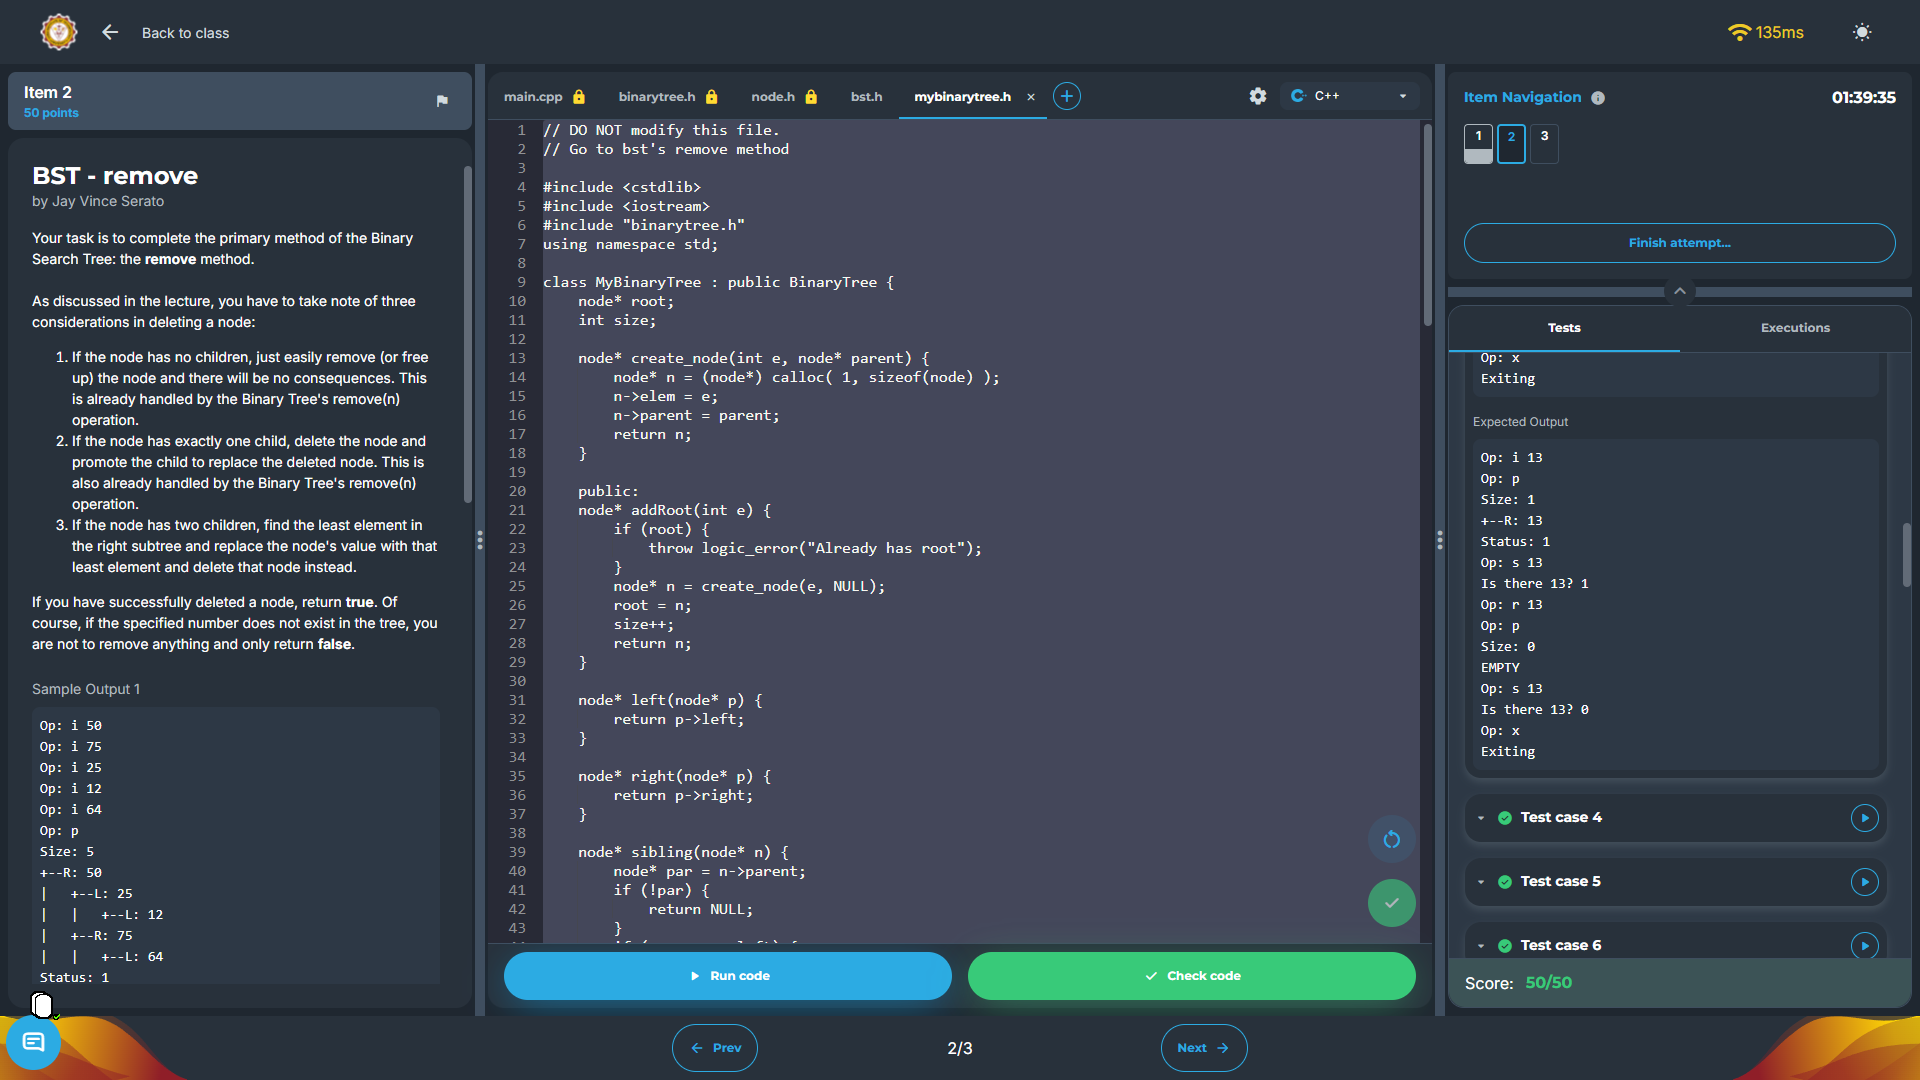 Back to class
135ms
Item 2
50 points
BST - remove
by Jay Vince Serato
Your task is to complete the primary method of the Binary
Search Tree: the remove method.
As discussed in the lecture, you have to take note of three
considerations in deleting a node:
1. If the node has no children, just easily remove (or free
up) the node and there will be no consequences. This
is already handled by the Binary Tree's remove(n)
operation.
2. If the node has exactly one child, delete the node and
promote the child to replace the deleted node. This is
also already handled by the Binary Tree's remove(n)
operation.
3. If the node has two children, find the least element in
the right subtree and replace the node's value with that
least element and delete that node instead.
If you have successfully deleted a node, return true. Of
course, if the specified number does not exist in the tree, you
are not to remove anything and only return false.
Sample Output 1
Op: i 50
Op: i 75
Op: i 25
Op: i 12
Op: i 64
Op: p
Size: 5
+--R: 50
|   +--L: 25
|   |   +--L: 12
|   +--R: 75
|   |   +--L: 64
Status: 1
main.cpp
binarytree.h
node.h
bst.h
mybinarytree.h ×
C++
1 // DO NOT modify this file.
2 // Go to bst's remove method
3
4 #include <cstdlib>
5 #include <iostream>
6 #include "binarytree.h"
7 using namespace std;
8
9 class MyBinaryTree : public BinaryTree {
10     node* root;
11     int size;
12
13     node* create_node(int e, node* parent) {
14         node* n = (node*) calloc( 1, sizeof(node) );
15         n->elem = e;
16         n->parent = parent;
17         return n;
18     }
19
20     public:
21     node* addRoot(int e) {
22         if (root) {
23             throw logic_error("Already has root");
24         }
25         node* n = create_node(e, NULL);
26         root = n;
27         size++;
28         return n;
29     }
30
31     node* left(node* p) {
32         return p->left;
33     }
34
35     node* right(node* p) {
36         return p->right;
37     }
38
39     node* sibling(node* n) {
40         node* par = n->parent;
41         if (!par) {
42             return NULL;
43         }
Run code
Check code
Item Navigation
01:39:35
1
2
3
Finish attempt...
Tests
Executions
Op: x
Exiting
Expected Output
Op: i 13
Op: p
Size: 1
+--R: 13
Status: 1
Op: s 13
Is there 13? 1
Op: r 13
Op: p
Size: 0
EMPTY
Op: s 13
Is there 13? 0
Op: x
Exiting
Test case 4
Test case 5
Test case 6
Score: 50/50
Prev
2/3
Next